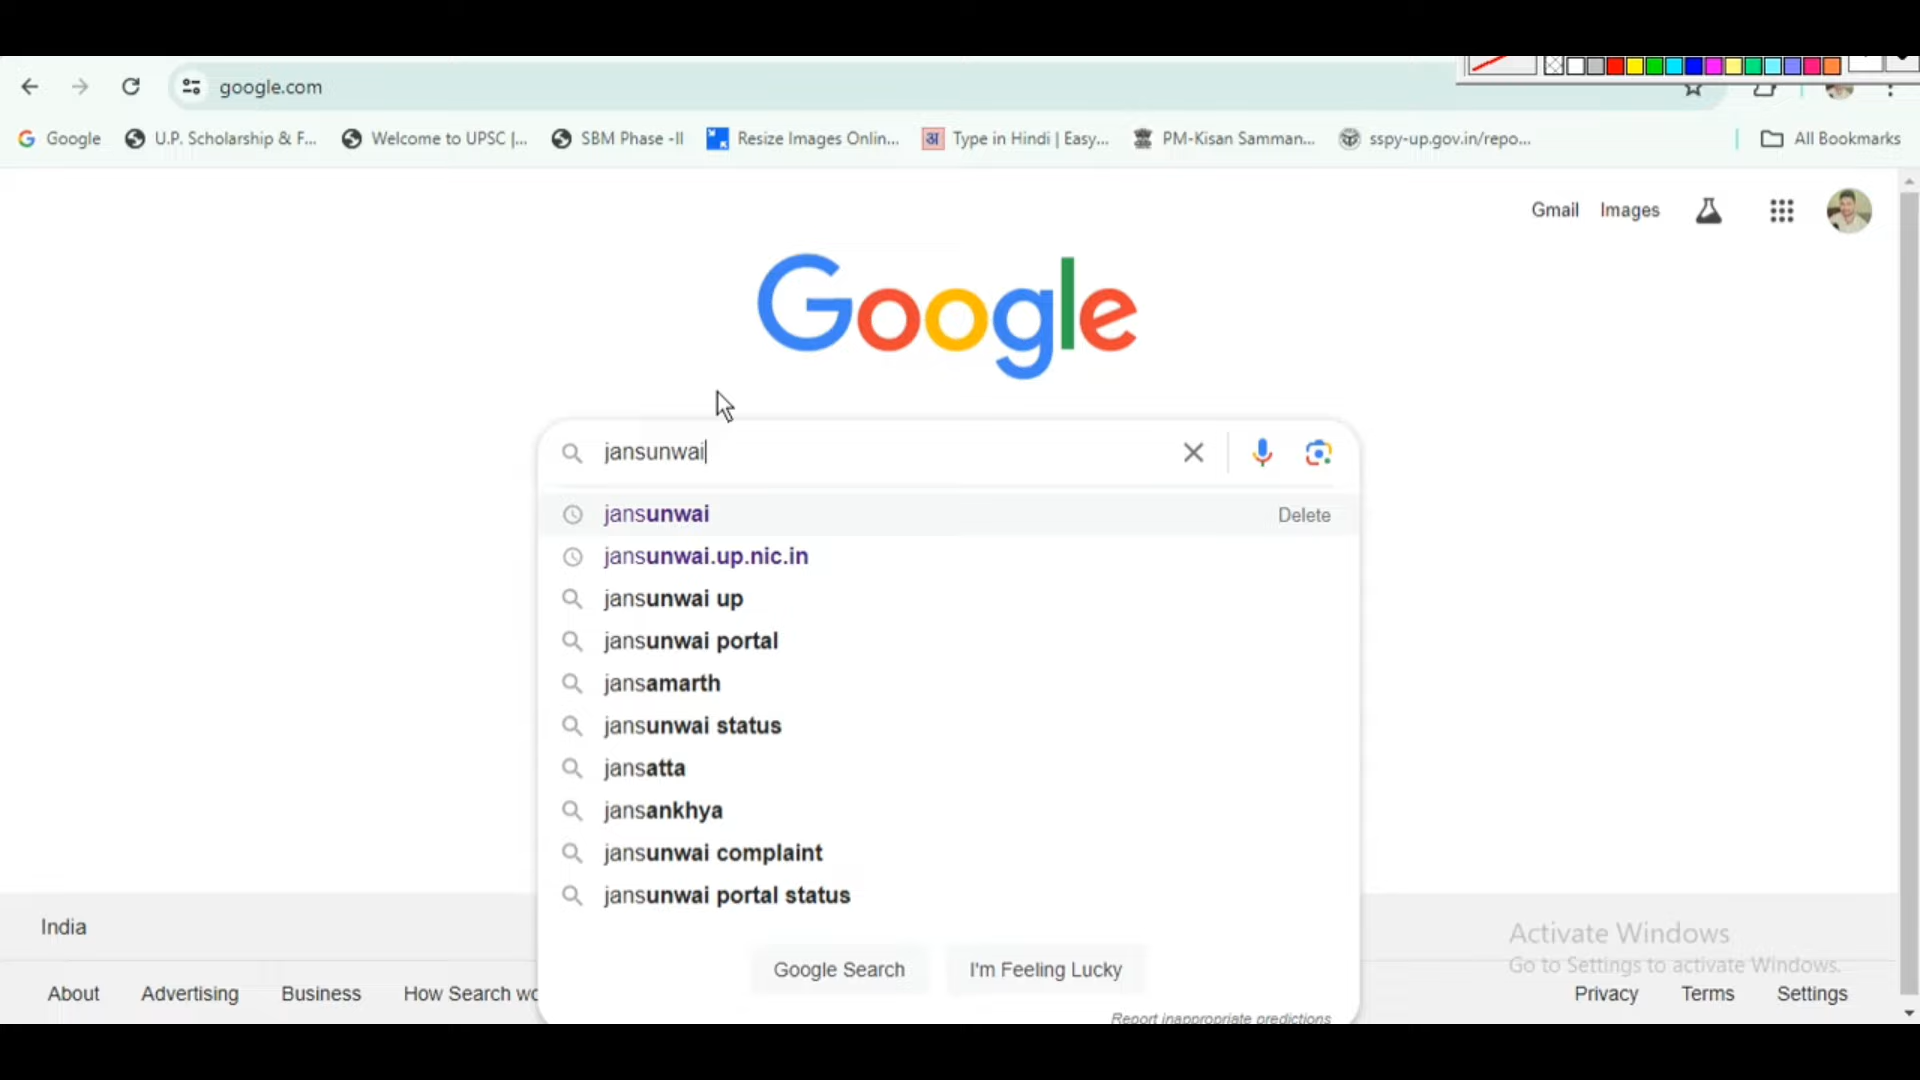 google.com
Google U.P. Scholarship & F... Welcome to UPSC |... SBM Phase -II Resize Images Onlin... अ Type in Hindi | Easy... PM-Kisan Samman... sspy-up.gov.in/repo... All Bookmarks
Gmail Images
Google
jansunwai
jansunwai Delete
jansunwai.up.nic.in
jansunwai up
jansunwai portal
jansamarth
jansunwai status
jansatta
jansankhya
jansunwai complaint
jansunwai portal status
India
Activate Windows
Go to Settings to activate Windows.
Google Search I'm Feeling Lucky
About Advertising Business How Search wo Privacy Terms Settings
Report inappropriate predictions